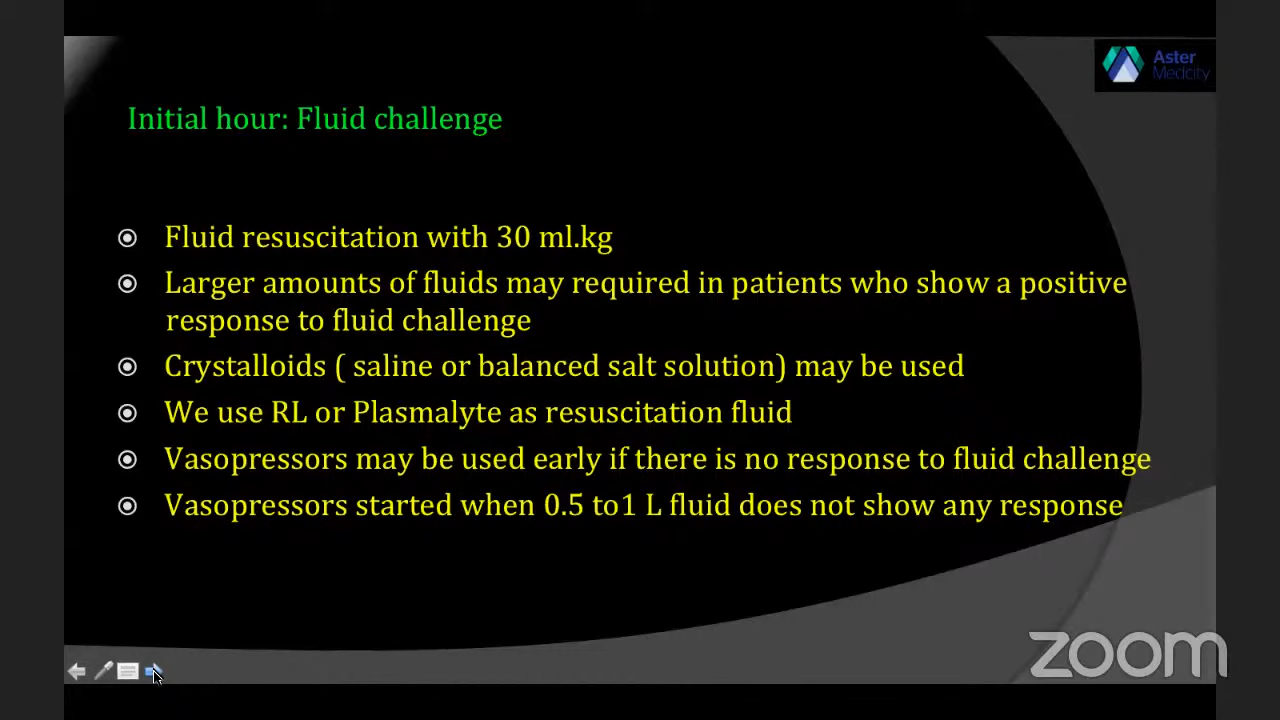 Aster
Medcity
Initial hour: Fluid challenge
Fluid resuscitation with 30 ml.kg
Larger amounts of fluids may required in patients who show a positive
response to fluid challenge
Crystalloids ( saline or balanced salt solution) may be used
We use RL or Plasmalyte as resuscitation fluid
Vasopressors may be used early if there is no response to fluid challenge
Vasopressors started when 0.5 to1 L fluid does not show any response
zoom